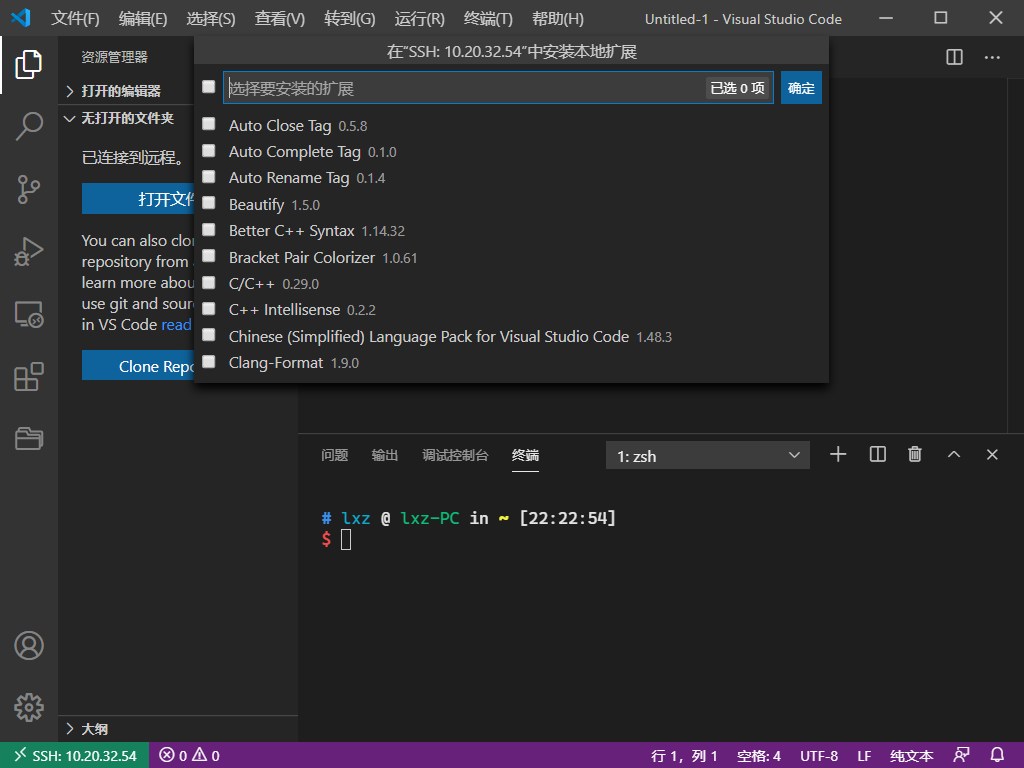 文件(F) 编辑(E) 选择(S) 查看(V) 转到(G) 运行(R) 终端(T) 帮助(H) Untitled-1 - Visual Studio Code
资源管理器
打开的编辑器
无打开的文件夹
已连接到远程。
打开文件
You can also clo
repository from
learn more abou
use git and sour
in VS Code read
Clone Repo
大纲
在"SSH: 10.20.32.54"中安装本地扩展
选择要安装的扩展 已选 0 项 确定
Auto Close Tag 0.5.8
Auto Complete Tag 0.1.0
Auto Rename Tag 0.1.4
Beautify 1.5.0
Better C++ Syntax 1.14.32
Bracket Pair Colorizer 1.0.61
C/C++ 0.29.0
C++ Intellisense 0.2.2
Chinese (Simplified) Language Pack for Visual Studio Code 1.48.3
Clang-Format 1.9.0
问题 输出 调试控制台 终端 1: zsh
# lxz @ lxz-PC in ~ [22:22:54]
$
SSH: 10.20.32.54 0 0 行 1，列 1 空格: 4 UTF-8 LF 纯文本